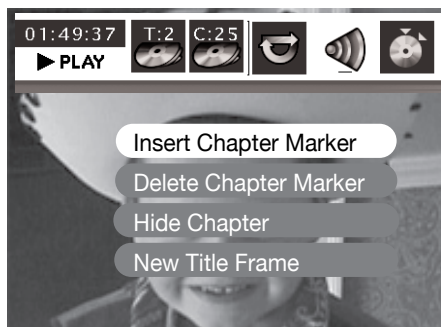 01:49:37 T:2 C:25
▶ PLAY
Insert Chapter Marker
Delete Chapter Marker
Hide Chapter
New Title Frame